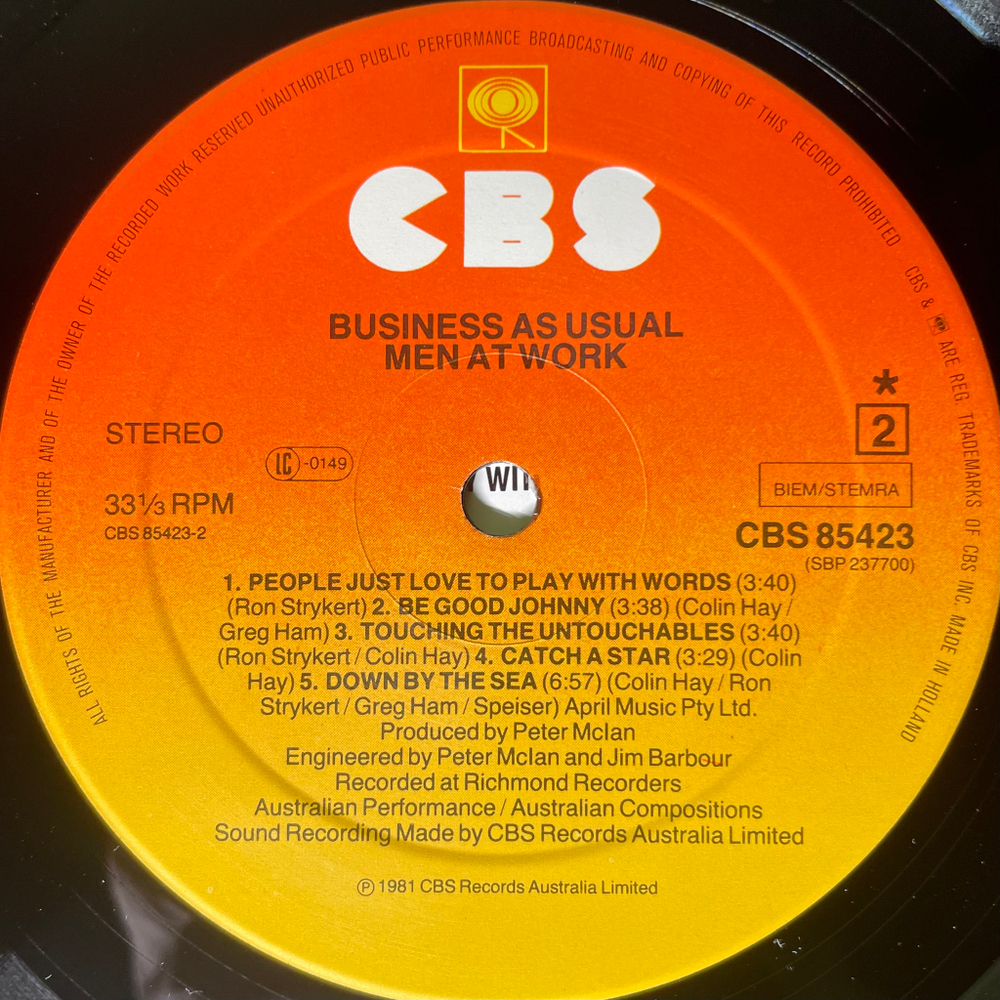 ALL RIGHTS OF THE MANUFACTURER AND OF THE OWNER OF THE RECORDED WORK RESERVED UNAUTHORIZED PUBLIC PERFORMANCE BROADCASTING AND COPYING OF THIS RECORD PROHIBITED
CBS & ARE REG. TRADEMARKS OF CBS INC. MADE IN HOLLAND
CBS
BUSINESS AS USUAL
MEN AT WORK
STEREO
LC-0149
33⅓ RPM
CBS 85423-2
*
2
BIEM/STEMRA
CBS 85423
(SBP 237700)
1. PEOPLE JUST LOVE TO PLAY WITH WORDS (3:40)
(Ron Strykert) 2. BE GOOD JOHNNY (3:38) (Colin Hay /
Greg Ham) 3. TOUCHING THE UNTOUCHABLES (3:40)
(Ron Strykert / Colin Hay) 4. CATCH A STAR (3:29) (Colin
Hay) 5. DOWN BY THE SEA (6:57) (Colin Hay / Ron
Strykert / Greg Ham / Speiser) April Music Pty Ltd.
Produced by Peter McIan
Engineered by Peter McIan and Jim Barbour
Recorded at Richmond Recorders
Australian Performance / Australian Compositions
Sound Recording Made by CBS Records Australia Limited
℗ 1981 CBS Records Australia Limited